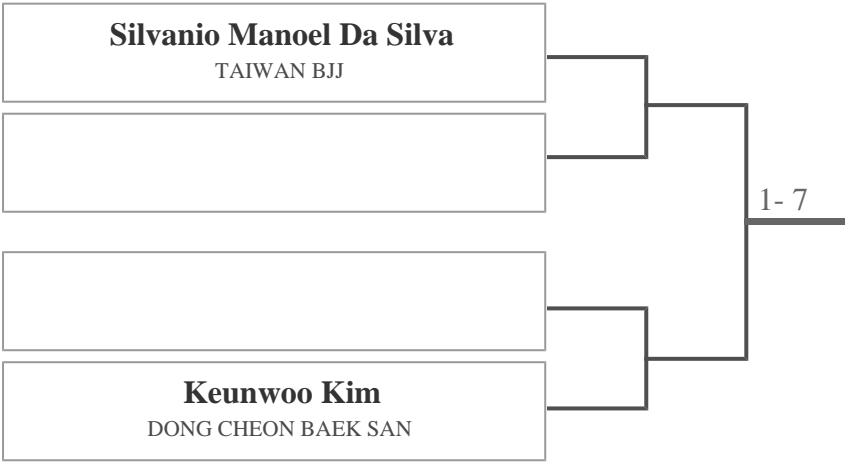 Silvanio Manoel Da Silva
TAIWAN BJJ
1- 7
Keunwoo Kim
DONG CHEON BAEK SAN